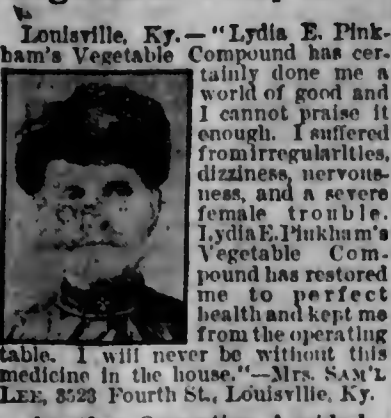 Louisville, Ky.—"Lydia E. Pink-
ham's Vegetable Compound has cer-
tainly done me a
world of good and
I cannot praise it
enough. I suffered
from irregularities,
dizziness, nervous-
ness, and a severe
female trouble.
Lydia E. Pinkham's
Vegetable Com-
pound has restored
me to perfect
health and kept me
from the operating
table. I will never be without this
medicine in the house."—Mrs. SAM'L
LEE, 3523 Fourth St., Louisville, Ky.